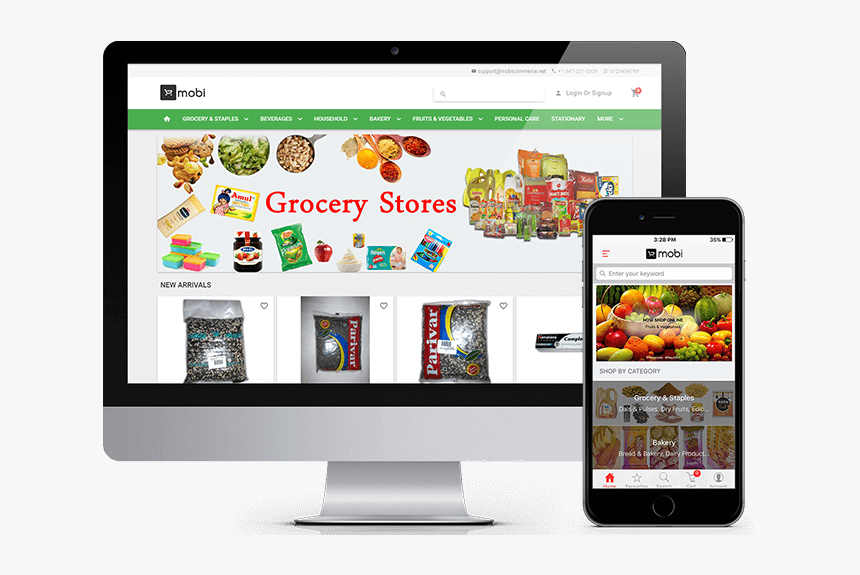 support@mobicommerce.net +1-347-201-0009 0123456789
mobi
Login Or Signup
GROCERY & STAPLES BEVERAGES HOUSEHOLD BAKERY FRUITS & VEGETABLES PERSONAL CARE STATIONARY MORE
Amul
Grocery Stores
Pampers
NEW ARRIVALS
Parivar
Parivar
3:28 PM 35%
mobi
Enter your keyword
NOW SHOP ONLINE
Fruits & Vegetables
SHOP BY CATEGORY
Grocery & Staples
Dals & Pulses, Dry Fruits, Edib...
Bakery
Bread & Bakery, Dairy Product...
Home Favourites Search Cart Account